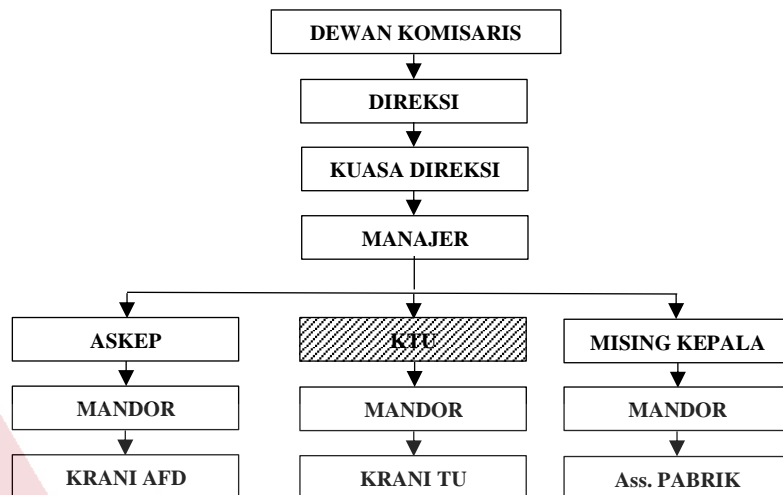 DEWAN KOMISARIS
DIREKSI
KUASA DIREKSI
MANAJER
ASKEP
KTU
MISING KEPALA
MANDOR
MANDOR
MANDOR
KRANI AFD
KRANI TU
Ass. PABRIK